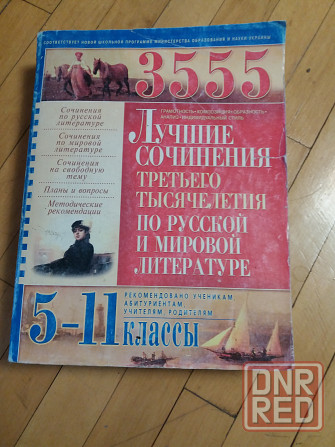 СООТВЕТСТВУЕТ НОВОЙ ШКОЛЬНОЙ ПРОГРАММЕ МИНИСТЕРСТВА ОБРАЗОВАНИЯ И НАУКИ УКРАИНЫ
3555
Сочинения
по русской
литературе
Сочинения
по мировой
литературе
Сочинения
на свободную
тему
Планы и вопросы
Методические
рекомендации
ЛУЧШИЕ
СОЧИНЕНИЯ
ТРЕТЬЕГО
ТЫСЯЧЕЛЕТИЯ
ПО РУССКОЙ
И МИРОВОЙ
ЛИТЕРАТУРЕ
РЕКОМЕНДОВАНО УЧЕНИКАМ,
АБИТУРИЕНТАМ,
УЧИТЕЛЯМ, РОДИТЕЛЯМ
5–11 КЛАССЫ
DNR
RED